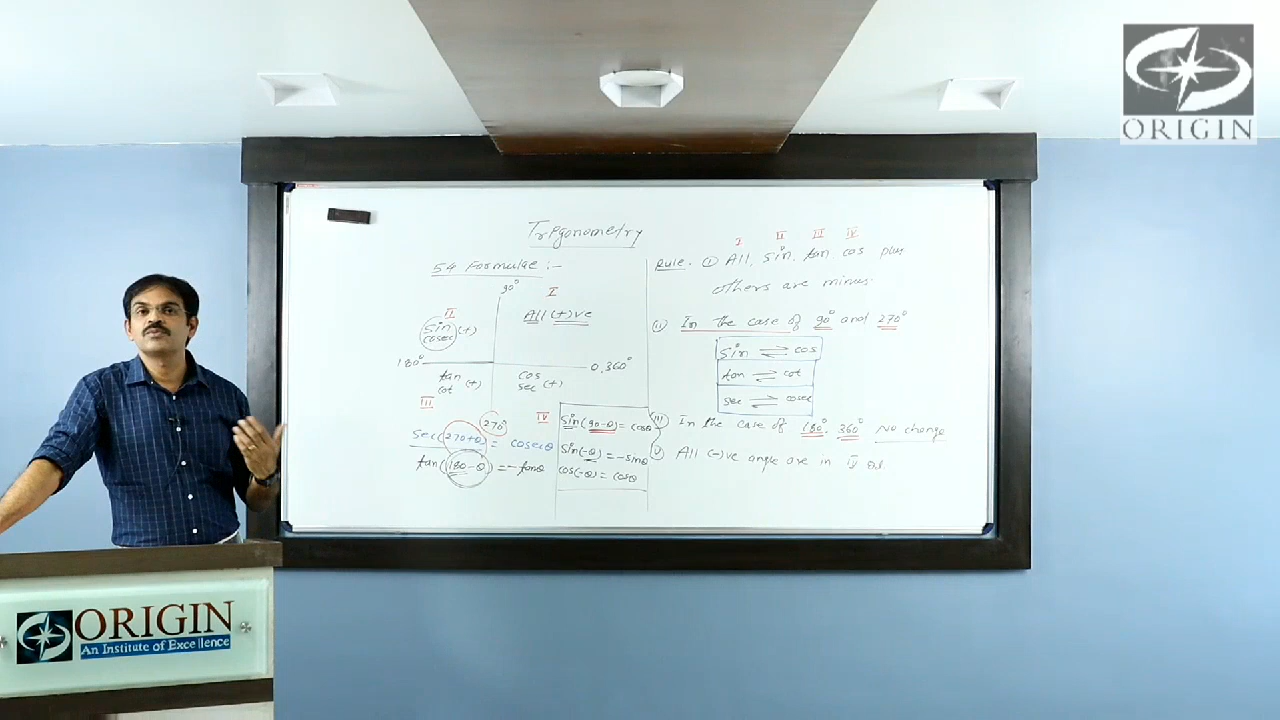 ORIGIN
Trigonometry
54 Formulae :-
90°
I
II
All (+)ve
sin
cosec (+)
180°
0, 360°
tan
cot (+)
cos
sec (+)
III
IV
270°
sec(270+θ) = cosecθ
tan(180-θ) = -tanθ
sin(90-θ) = cosθ
sin(-θ) = -sinθ
cos(-θ) = cosθ
I II III IV
Rule. (i) All, sin, tan cos plus
others are minus.
(ii) In the case of 90° and 270°
sin ⇌ cos
tan ⇌ cot
sec ⇌ cosec
(iii) In the case of 180°, 360° No change
All (-)ve angle are in IV
ORIGIN
An Institute of Excellence